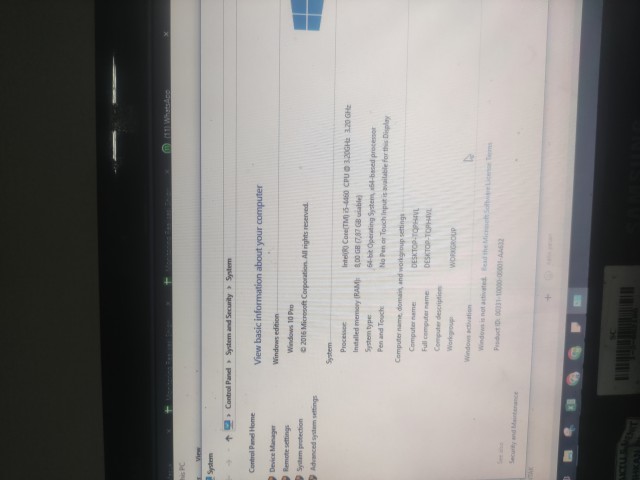 (11) WhatsApp
View
System
Control Panel > System and Security > System
Control Panel Home
Device Manager
Remote settings
System protection
Advanced system settings
View basic information about your computer
Windows edition
Windows 10 Pro
© 2016 Microsoft Corporation. All rights reserved.
System
Processor: Intel(R) Core(TM) i5-4460 CPU @ 3.20GHz 3.20 GHz
Installed memory (RAM): 8,00 GB (7,87 GB usable)
System type: 64-bit Operating System, x64-based processor
Pen and Touch: No Pen or Touch Input is available for this Display
Computer name, domain, and workgroup settings
Computer name:
Full computer name:
Computer description:
Workgroup: WORKGROUP
Windows activation
Windows is not activated. Read the Microsoft Software License Terms
Product ID:
See also
Security and Maintenance